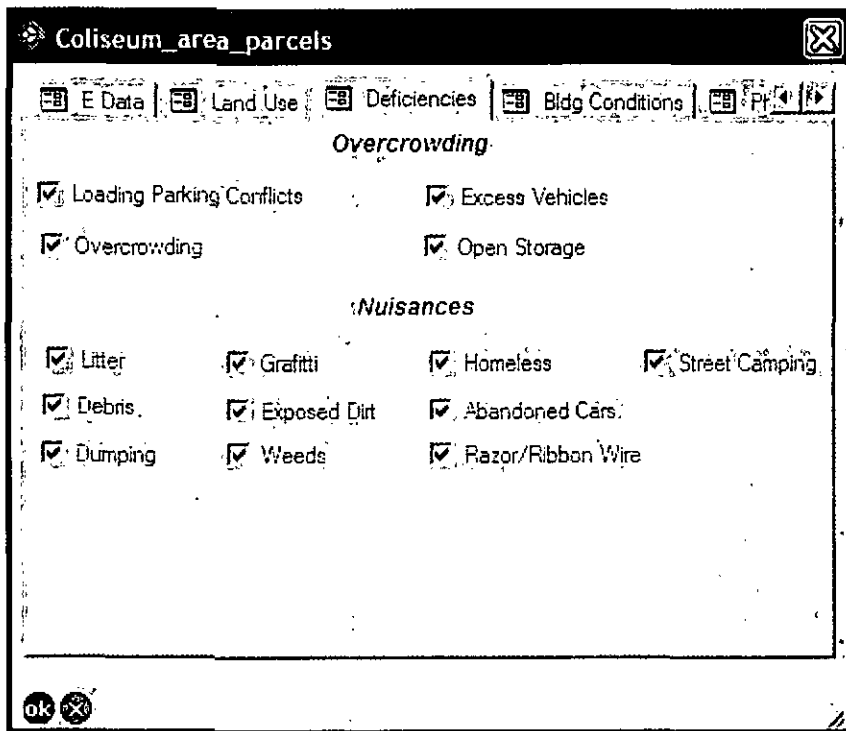 Coliseum_area_parcels
E Data Land Use Deficiencies Bldg Conditions
Overcrowding
Loading Parking Conflicts Excess Vehicles
Overcrowding Open Storage
Nuisances
Litter Grafitti Homeless Street Camping
Debris Exposed Dirt Abandoned Cars
Dumping Weeds Razor/Ribbon Wire
ok